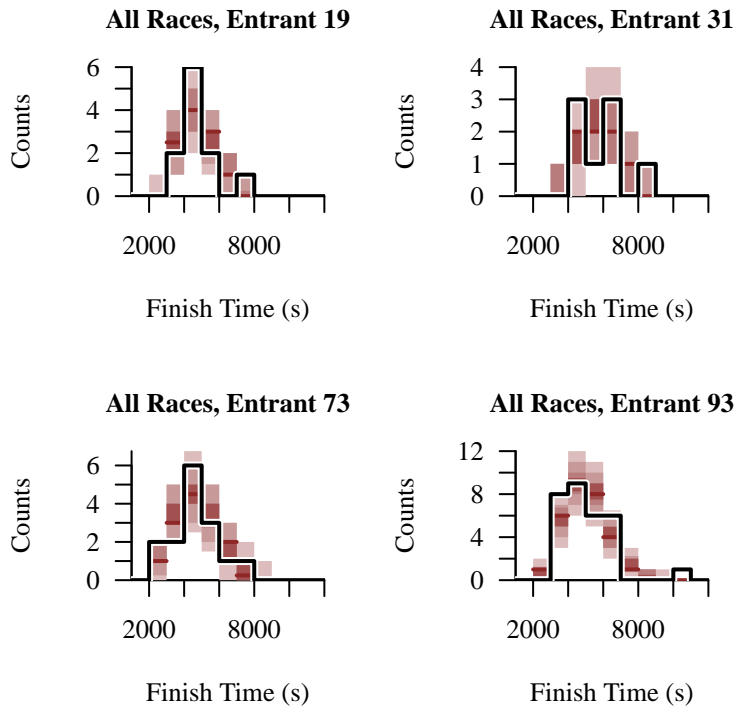 All Races, Entrant 19
6
4
2
0
Counts
2000 8000
Finish Time (s)
All Races, Entrant 31
4
3
2
1
0
Counts
2000 8000
Finish Time (s)
All Races, Entrant 73
6
4
2
0
Counts
2000 8000
Finish Time (s)
All Races, Entrant 93
12
8
4
0
Counts
2000 8000
Finish Time (s)